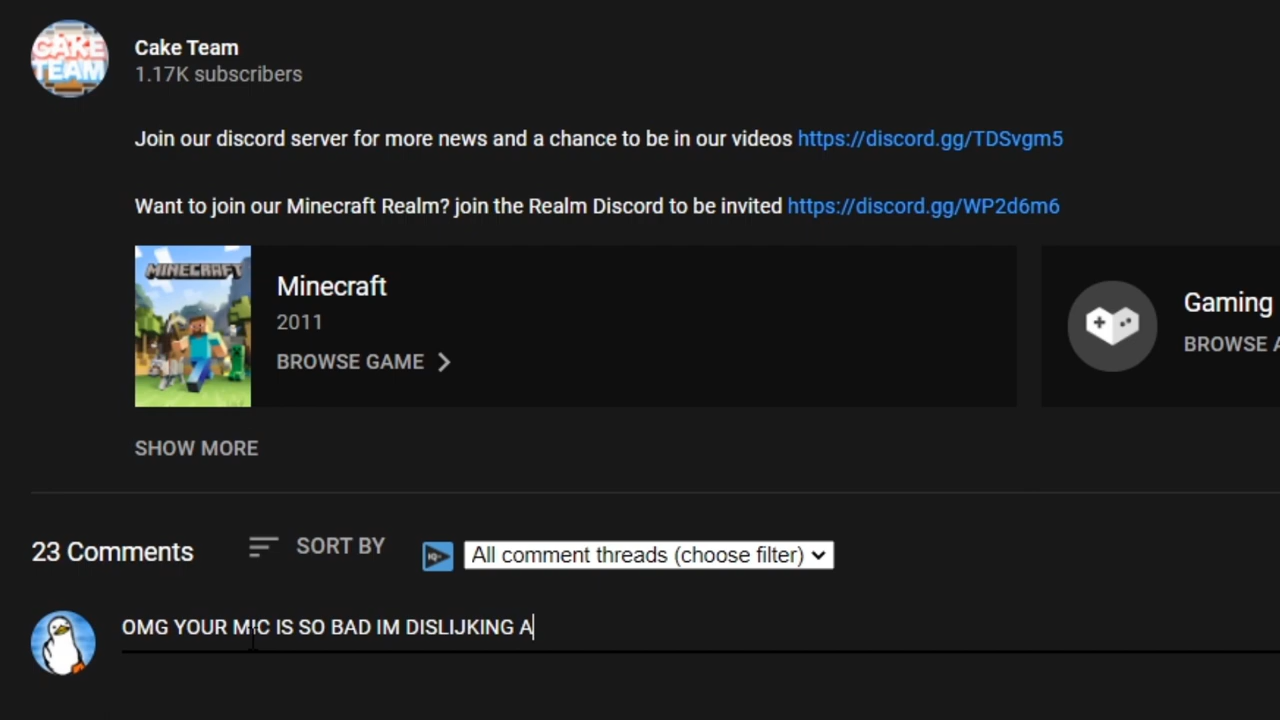 CAKE
TEAM
Cake Team
1.17K subscribers
Join our discord server for more news and a chance to be in our videos https://discord.gg/TDSvgm5
Want to join our Minecraft Realm? join the Realm Discord to be invited https://discord.gg/WP2d6m6
MINECRAFT
Minecraft
2011
BROWSE GAME
Gaming
BROWSE A
SHOW MORE
23 Comments
SORT BY
IQ
All comment threads (choose filter)
OMG YOUR MIC IS SO BAD IM DISLIJKING A